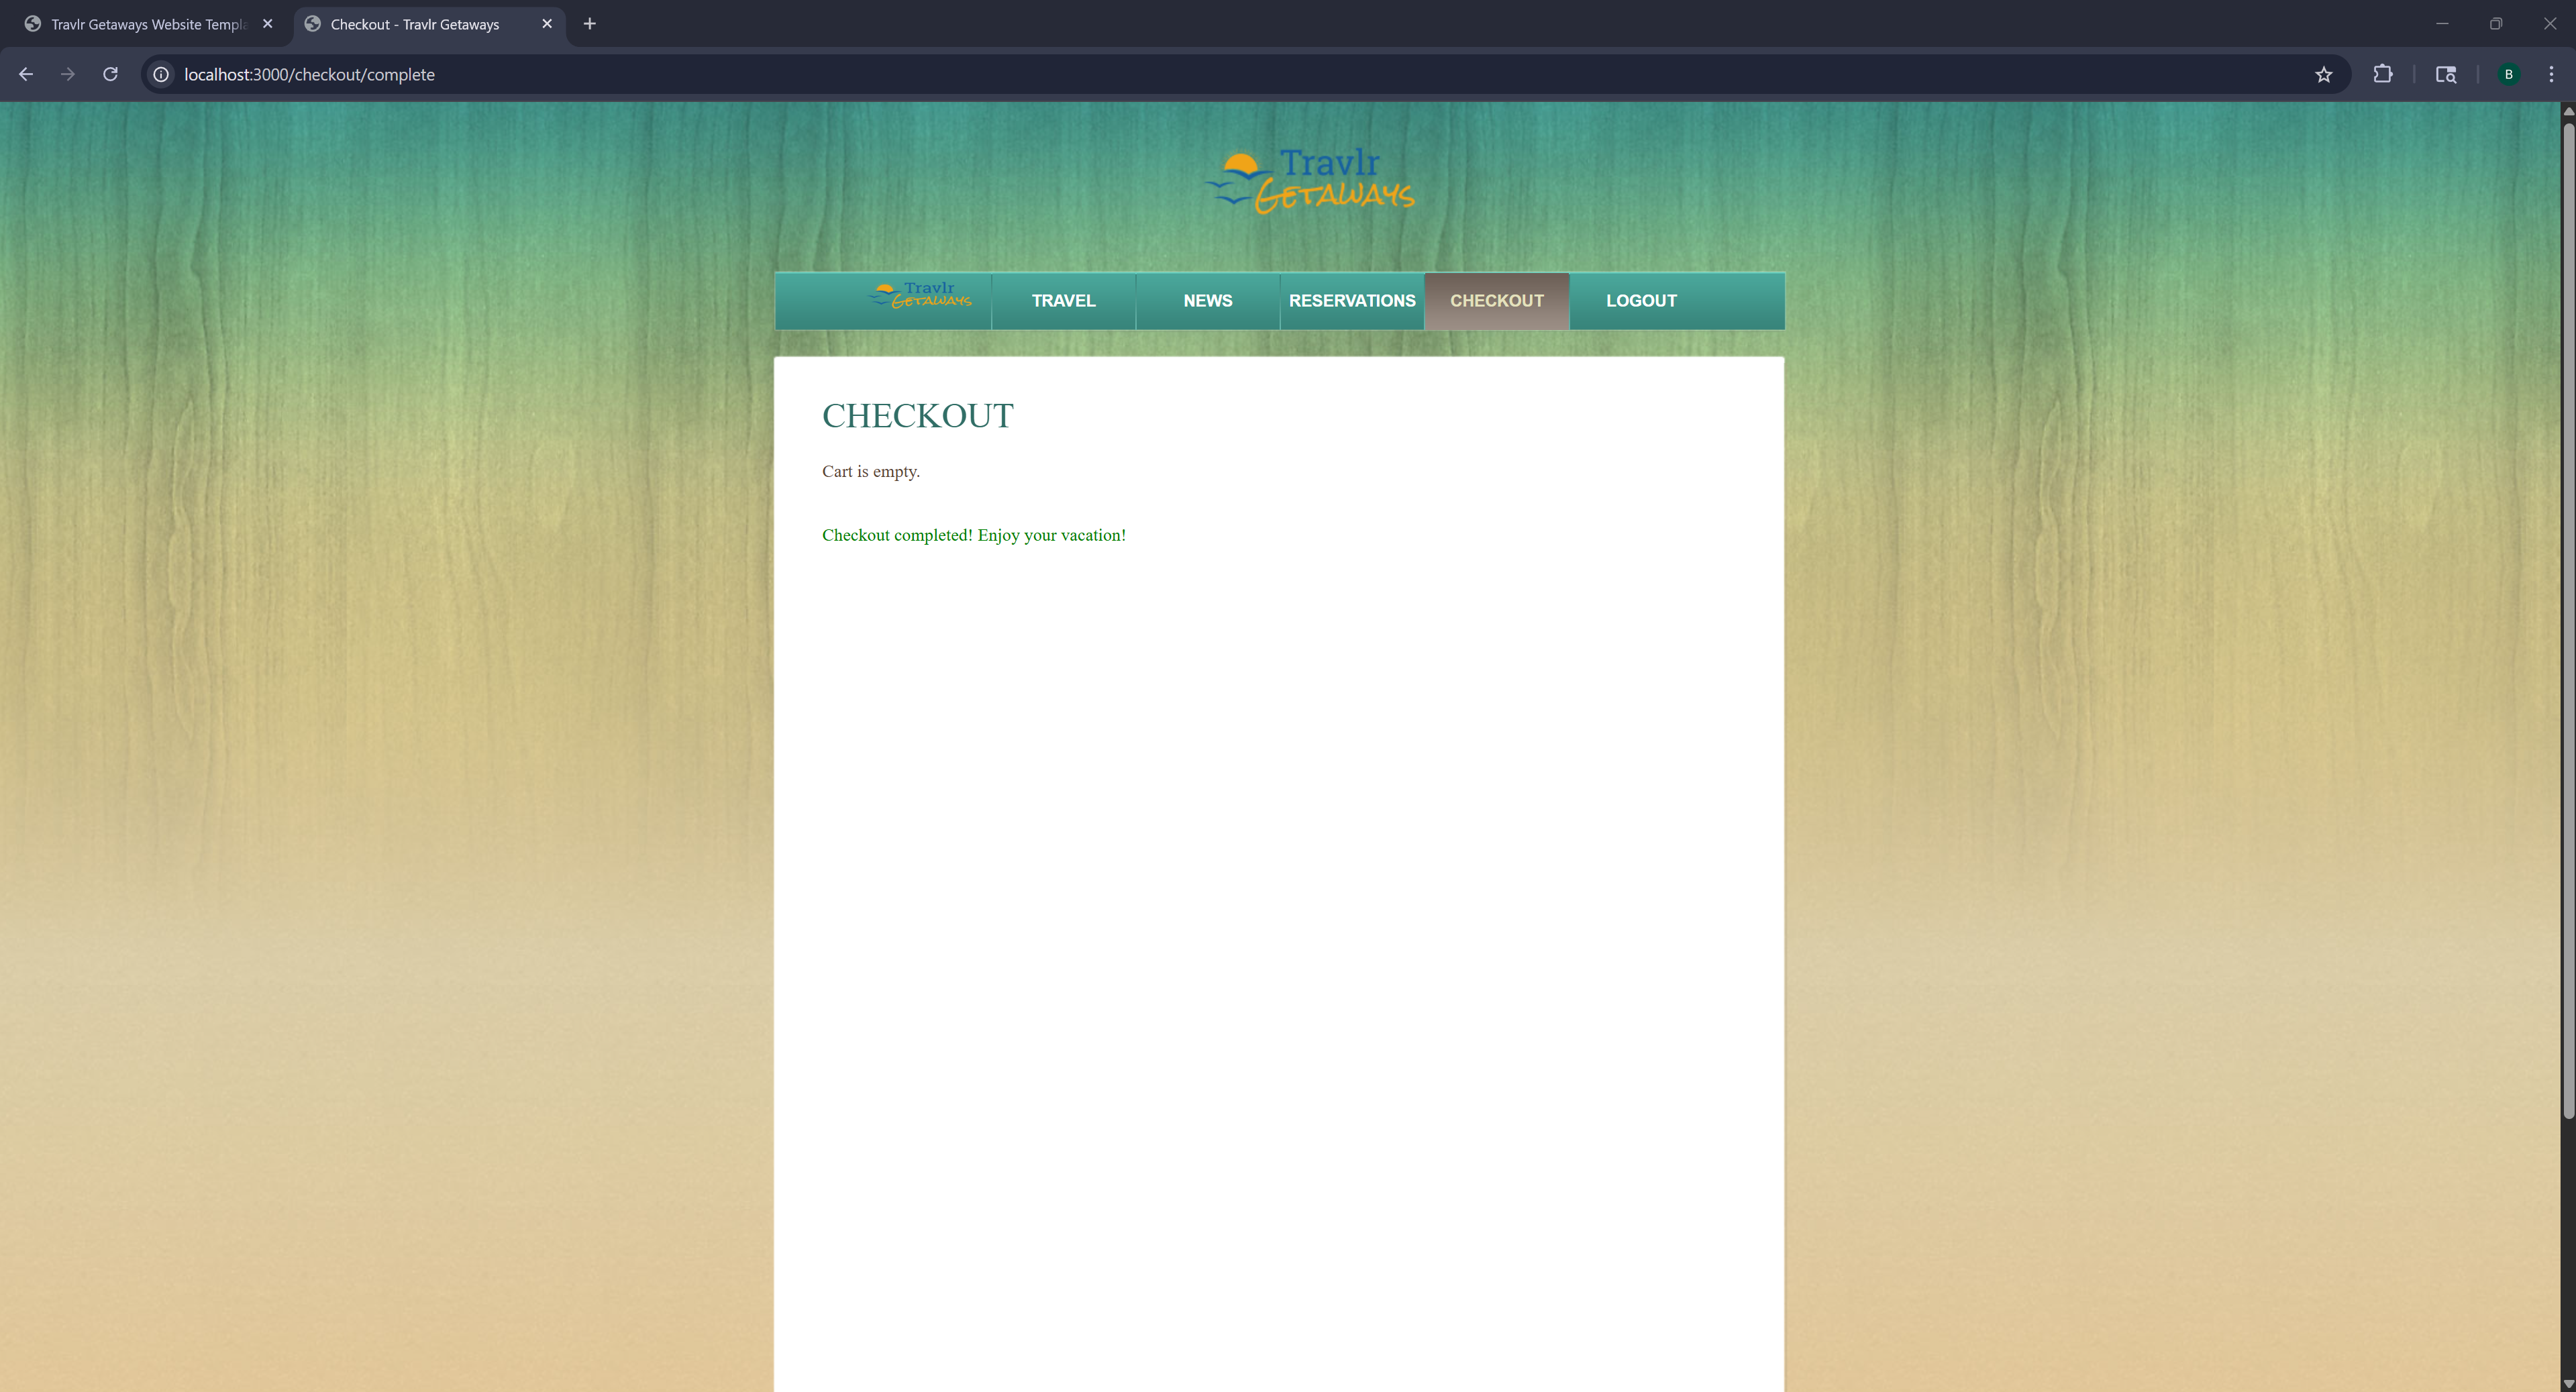 Travlr Getaways Website Templa
Checkout - Travlr Getaways
localhost:3000/checkout/complete
B
Travlr
GETAWAYS
Travlr
GETAWAYS
TRAVEL
NEWS
RESERVATIONS
CHECKOUT
LOGOUT
CHECKOUT
Cart is empty.
Checkout completed! Enjoy your vacation!